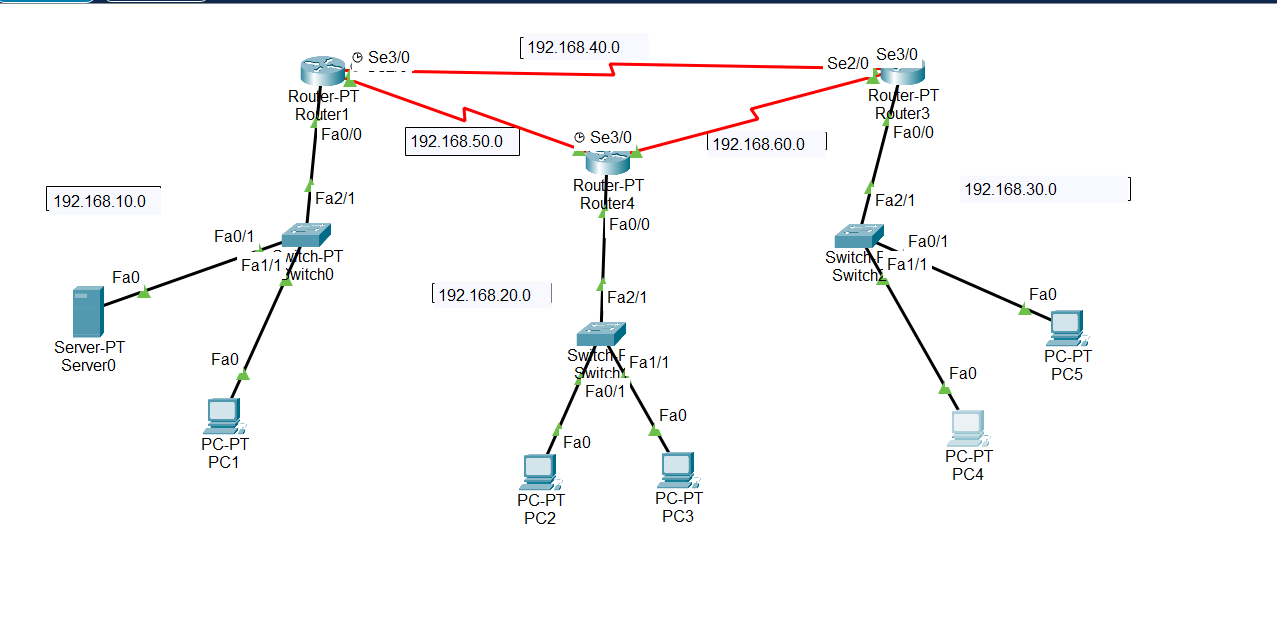 192.168.40.0
Se3/0
Se3/0
Se2/0
Router-PT
Router1
Router-PT
Router3
Fa0/0
Fa0/0
192.168.50.0
Se3/0
192.168.60.0
Router-PT
Router4
192.168.10.0
192.168.30.0
Fa2/1
Fa2/1
Fa0/0
Fa0/1
Fa0/1
Fa1/1
Fa1/1
Fa0
192.168.20.0
Fa2/1
Fa0
Server-PT
Server0
Fa0
Fa1/1
Fa0/1
PC-PT
PC5
Fa0
Fa0
Fa0
PC-PT
PC1
PC-PT
PC4
PC-PT
PC2
PC-PT
PC3